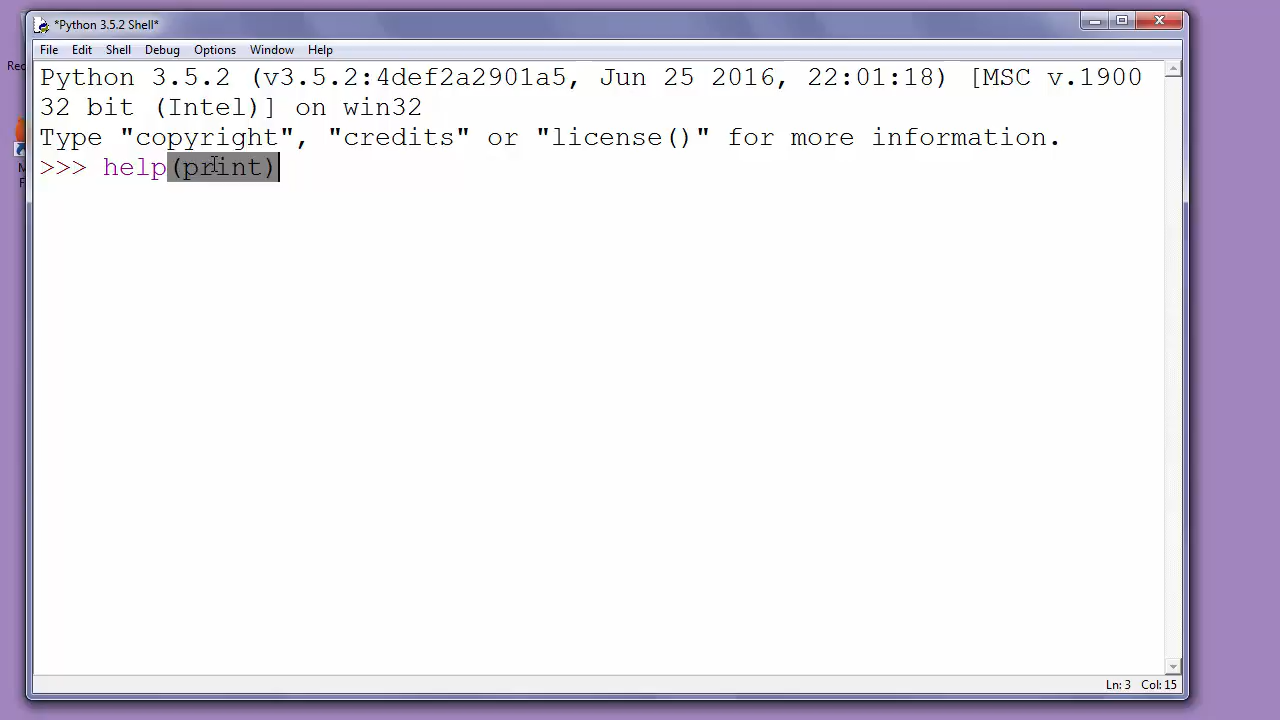 *Python 3.5.2 Shell*
File Edit Shell Debug Options Window Help
Python 3.5.2 (v3.5.2:4def2a2901a5, Jun 25 2016, 22:01:18) [MSC v.1900
32 bit (Intel)] on win32
Type "copyright", "credits" or "license()" for more information.
>>> help(print)
Ln: 3 Col: 15